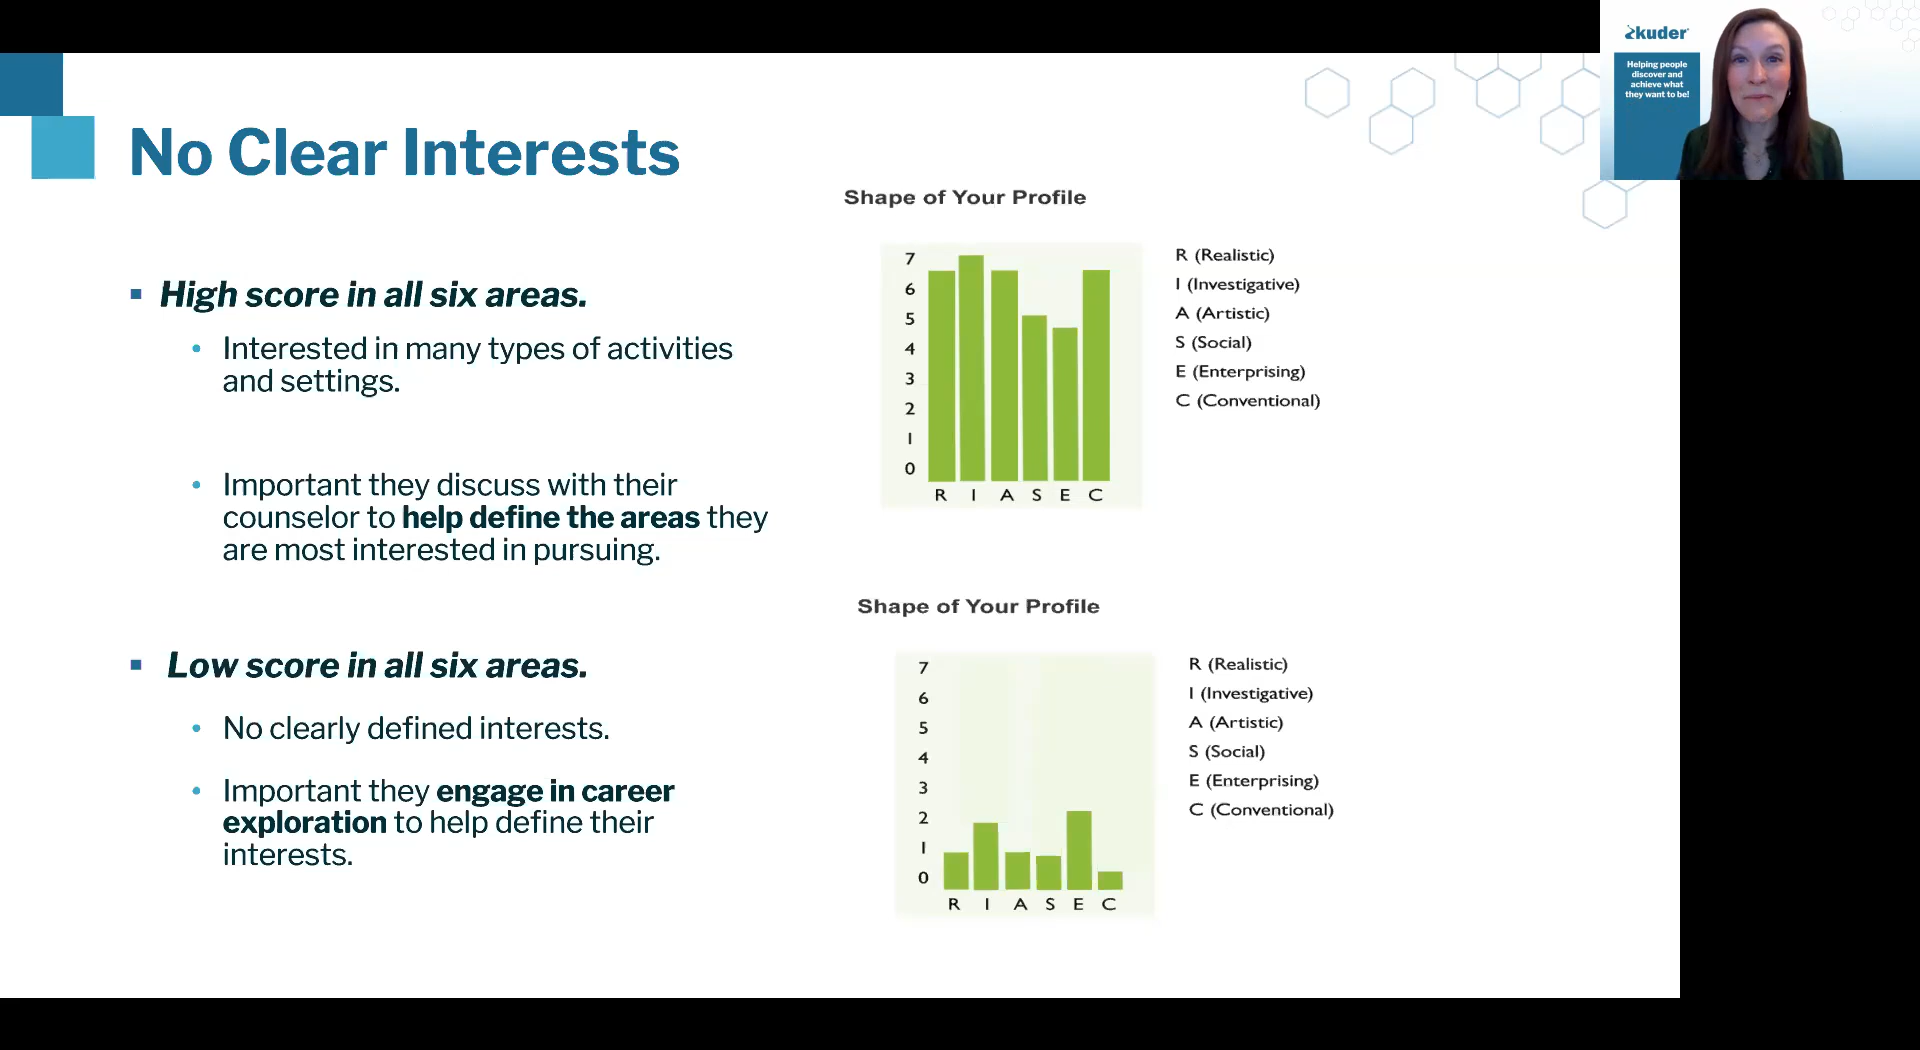 kuder
Helping people
discover and
achieve what
they want to be!
No Clear Interests
High score in all six areas.
Interested in many types of activities
and settings.
Important they discuss with their
counselor to help define the areas they
are most interested in pursuing.
Low score in all six areas.
No clearly defined interests.
Important they engage in career
exploration to help define their
interests.
Shape of Your Profile
7
6
5
4
3
2
1
0
R I A S E C
R (Realistic)
I (Investigative)
A (Artistic)
S (Social)
E (Enterprising)
C (Conventional)
Shape of Your Profile
7
6
5
4
3
2
1
0
R I A S E C
R (Realistic)
I (Investigative)
A (Artistic)
S (Social)
E (Enterprising)
C (Conventional)